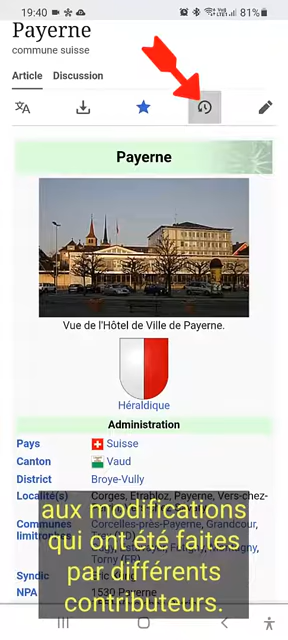 19:40
81%
Payerne
commune suisse
Article Discussion
Payerne
Vue de l'Hôtel de Ville de Payerne.
Héraldique
Administration
Pays Suisse
Canton Vaud
District Broye-Vully
Localité(s) Corges, Etrabloz, Payerne, Vers-chez-
Communes Corcelles-près-Payerne, Grandcour,
limitrophes
Montagny,
Syndic
NPA 1530 Payerne
aux modifications
qui ont été faites
par différents
contributeurs.